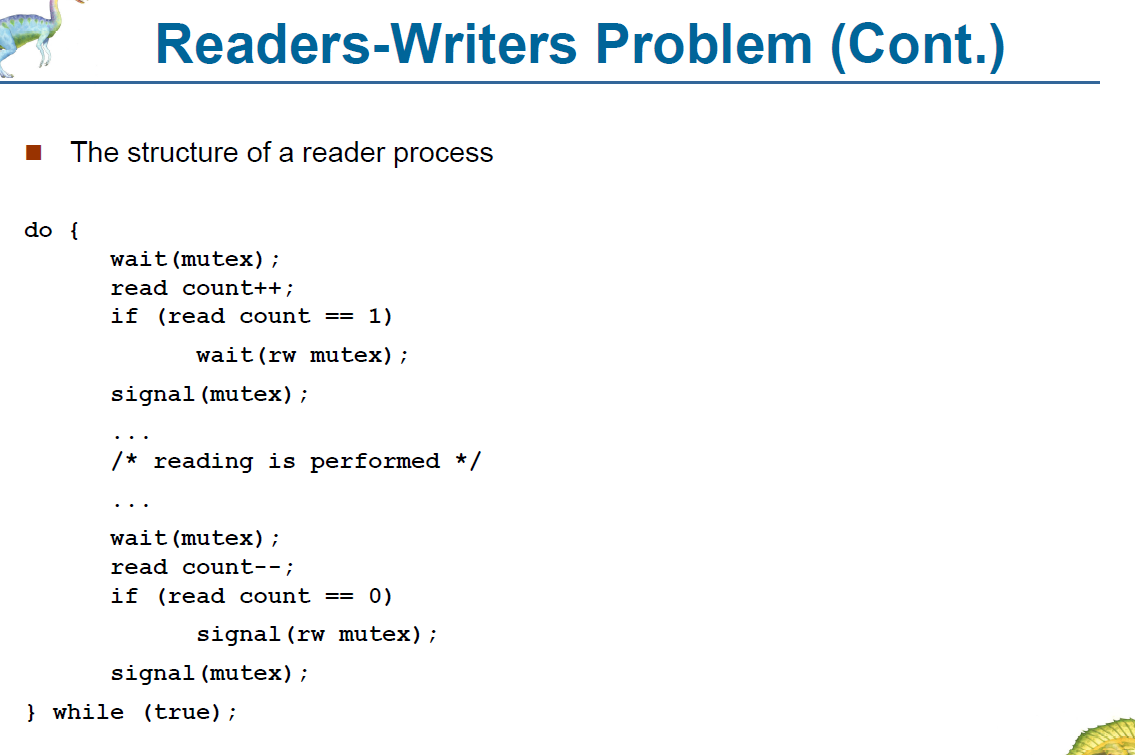 Readers-Writers Problem (Cont.)
The structure of a reader process
do {
wait(mutex);
read count++;
if (read count == 1)
wait(rw mutex);
signal(mutex);
...
/* reading is performed */
...
wait(mutex);
read count--;
if (read count == 0)
signal(rw mutex);
signal(mutex);
} while (true);